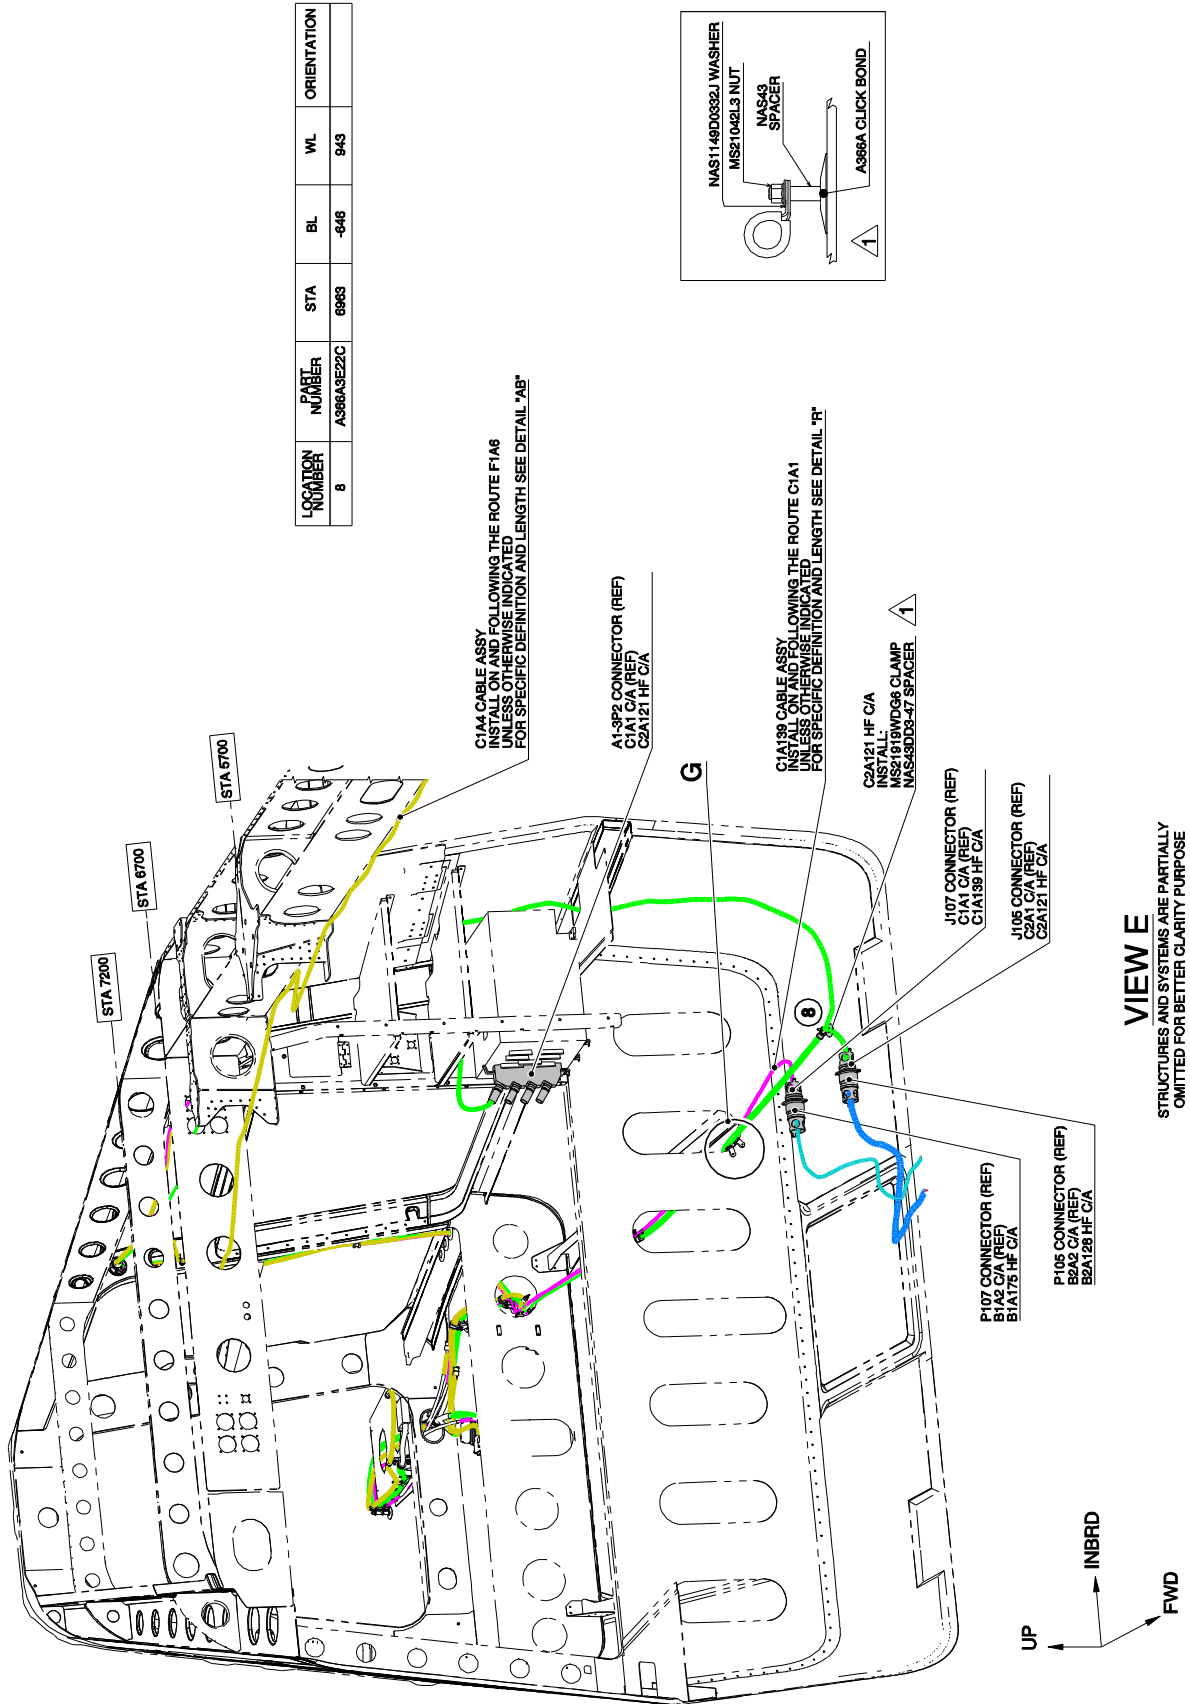 LOCATION NUMBER PART NUMBER STA BL WL ORIENTATION
8 A366A3E22C 6963 -646 943
NAS1149D0332J WASHER
MS21042L3 NUT
NAS43
SPACER
A366A CLICK BOND
1
STA 7200
STA 6700
STA 5700
C1A4 CABLE ASSY
INSTALL ON AND FOLLOWING THE ROUTE F1A6
UNLESS OTHERWISE INDICATED
FOR SPECIFIC DEFINITION AND LENGTH SEE DETAIL "AB"
A1-3P2 CONNECTOR (REF)
C1A1 C/A (REF)
C2A121 HF C/A
G
C1A139 CABLE ASSY
INSTALL ON AND FOLLOWING THE ROUTE C1A1
UNLESS OTHERWISE INDICATED
FOR SPECIFIC DEFINITION AND LENGTH SEE DETAIL "R"
8
C2A121 HF C/A
INSTALL:
MS21919WDG6 CLAMP
NAS43DD3-47 SPACER
1
J107 CONNECTOR (REF)
C1A1 C/A (REF)
C1A139 HF C/A
J105 CONNECTOR (REF)
C2A1 C/A (REF)
C2A121 HF C/A
P107 CONNECTOR (REF)
B1A2 C/A (REF)
B1A175 HF C/A
P105 CONNECTOR (REF)
B2A2 C/A (REF)
B2A126 HF C/A
UP
INBRD
FWD
VIEW E
STRUCTURES AND SYSTEMS ARE PARTIALLY
OMITTED FOR BETTER CLARITY PURPOSE